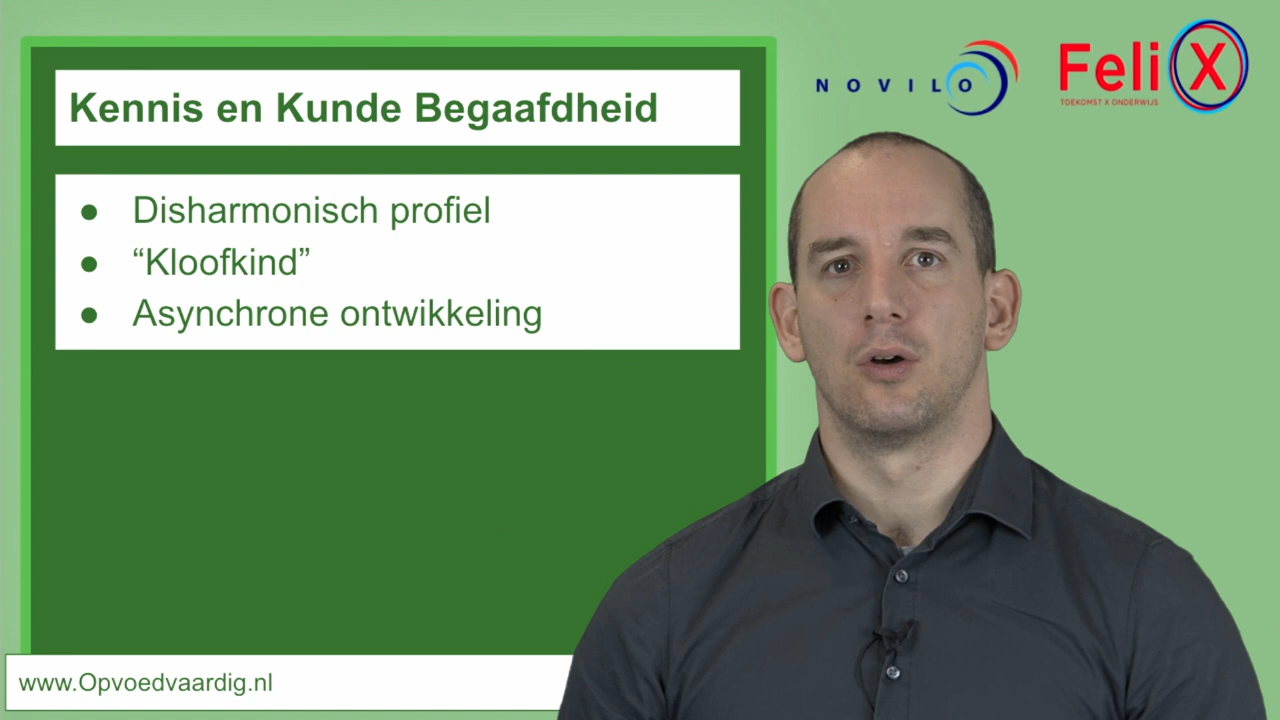 Kennis en Kunde Begaafdheid
● Disharmonisch profiel
● “Kloofkind”
● Asynchrone ontwikkeling
NOVILO
FeliX
TOEKOMST X ONDERWIJS
www.Opvoedvaardig.nl